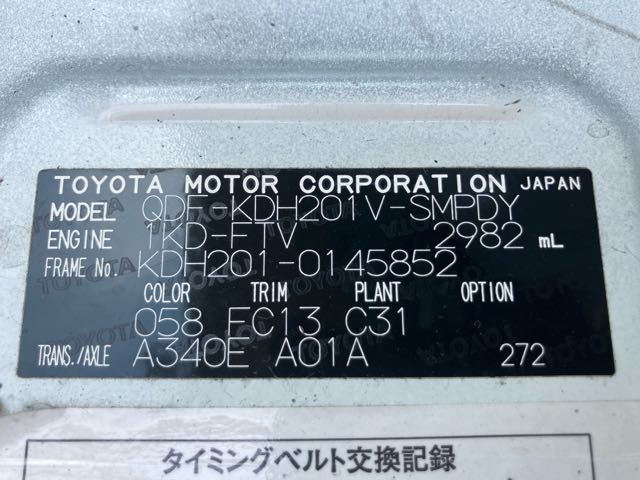 TOYOTA MOTOR CORPORATION JAPAN
MODEL QDF-KDH201V-SMPDY
ENGINE 1KD-FTV 2982 mL
FRAME No. KDH201-0145852
COLOR TRIM PLANT OPTION
058 FC13 C31
TRANS./AXLE A340E A01A 272
タイミングベルト交換記録